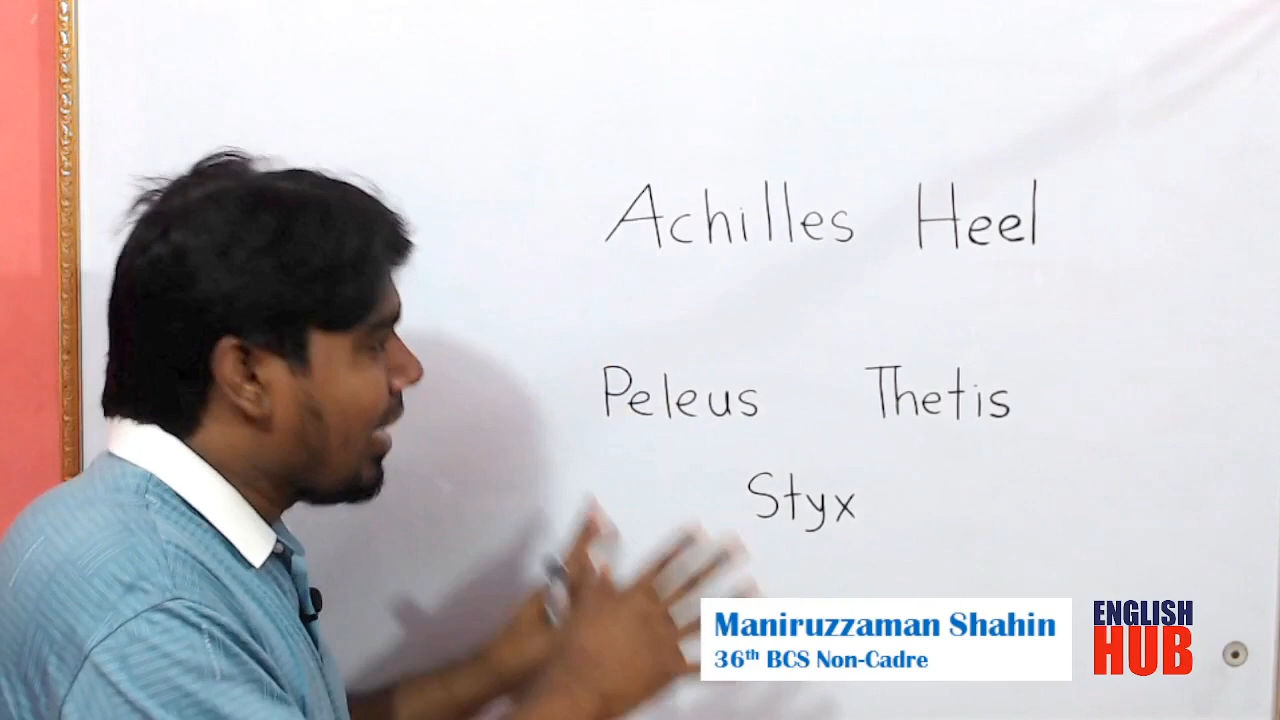 Achilles Heel
Peleus Thetis
Styx
Maniruzzaman Shahin
36th BCS Non-Cadre
ENGLISH
HUB